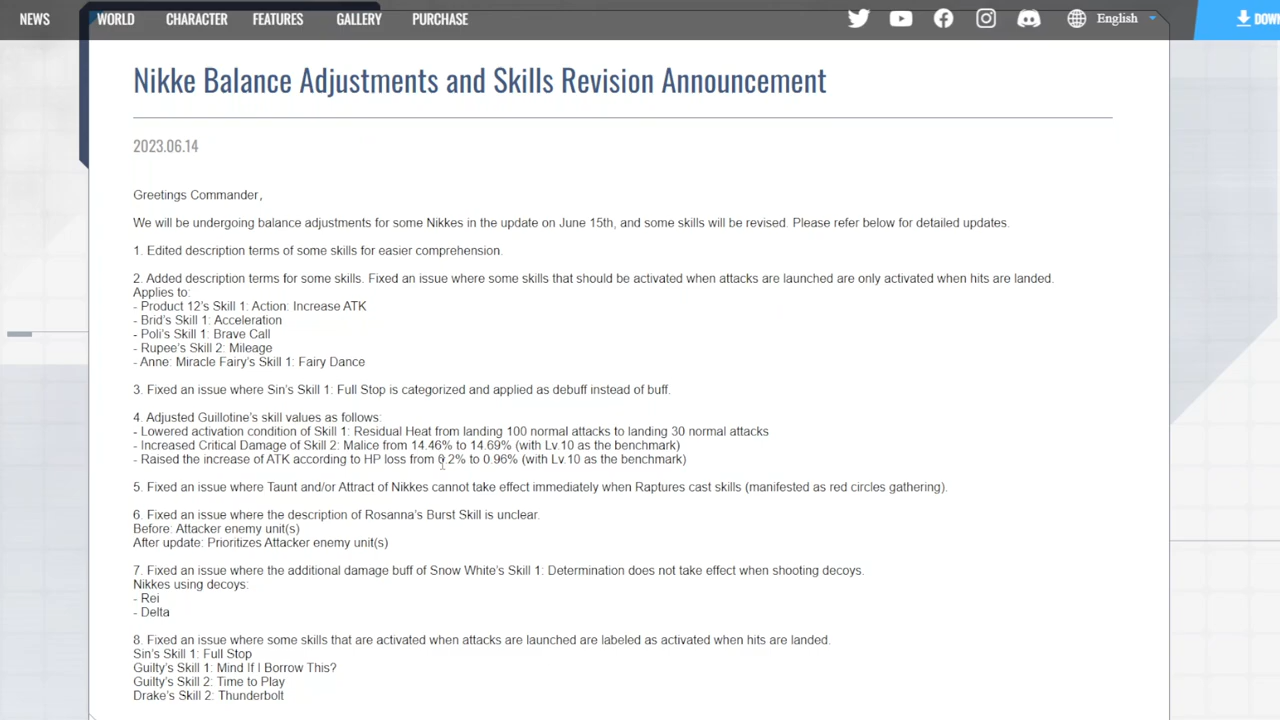 NEWS WORLD CHARACTER FEATURES GALLERY PURCHASE English
Nikke Balance Adjustments and Skills Revision Announcement
2023.06.14
Greetings Commander,
We will be undergoing balance adjustments for some Nikkes in the update on June 15th, and some skills will be revised. Please refer below for detailed updates.
1. Edited description terms of some skills for easier comprehension.
2. Added description terms for some skills. Fixed an issue where some skills that should be activated when attacks are launched are only activated when hits are landed.
Applies to:
- Product 12's Skill 1: Action: Increase ATK
- Brid's Skill 1: Acceleration
- Poli's Skill 1: Brave Call
- Rupee's Skill 2: Mileage
- Anne: Miracle Fairy's Skill 1: Fairy Dance
3. Fixed an issue where Sin's Skill 1: Full Stop is categorized and applied as debuff instead of buff.
4. Adjusted Guillotine's skill values as follows:
- Lowered activation condition of Skill 1: Residual Heat from landing 100 normal attacks to landing 30 normal attacks
- Increased Critical Damage of Skill 2: Malice from 14.46% to 14.69% (with Lv.10 as the benchmark)
- Raised the increase of ATK according to HP loss from 0.2% to 0.96% (with Lv.10 as the benchmark)
5. Fixed an issue where Taunt and/or Attract of Nikkes cannot take effect immediately when Raptures cast skills (manifested as red circles gathering).
6. Fixed an issue where the description of Rosanna's Burst Skill is unclear.
Before: Attacker enemy unit(s)
After update: Prioritizes Attacker enemy unit(s)
7. Fixed an issue where the additional damage buff of Snow White's Skill 1: Determination does not take effect when shooting decoys.
Nikkes using decoys:
- Rei
- Delta
8. Fixed an issue where some skills that are activated when attacks are launched are labeled as activated when hits are landed.
Sin's Skill 1: Full Stop
Guilty's Skill 1: Mind If I Borrow This?
Guilty's Skill 2: Time to Play
Drake's Skill 2: Thunderbolt